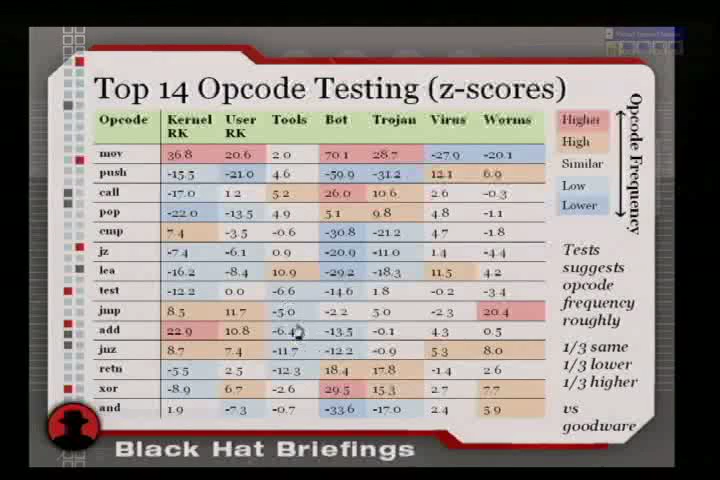 Top 14 Opcode Testing (z-scores)
Opcode Kernel RK User RK Tools Bot Trojan Virus Worms
mov 36.8 20.6 2.0 70.1 28.7 -27.9 -20.1
push -15.5 -21.0 4.6 -59.9 -31.2 12.1 6.9
call -17.0 1.2 5.2 26.0 10.6 2.6 -0.3
pop -22.0 -13.5 4.9 5.1 9.8 4.8 -1.1
cmp 7.4 -3.5 -0.6 -30.8 -21.2 4.7 -1.8
jz -7.4 -6.1 0.9 -20.9 -11.0 1.4 -4.4
lea -16.2 -8.4 10.9 -29.2 -18.3 11.5 4.2
test -12.2 0.0 -6.6 -14.6 1.8 -0.2 -3.4
jmp 8.5 11.7 -5.0 -2.2 5.0 -2.3 20.4
add 22.9 10.8 -6.4 -13.5 -0.1 4.3 0.5
jnz 8.7 7.4 -11.7 -12.2 -0.9 5.3 8.0
retn -5.5 2.5 -12.3 18.4 17.8 -1.4 2.6
xor -8.9 6.7 -2.6 29.5 15.3 2.7 7.7
and 1.9 -7.3 -0.7 -33.6 -17.0 2.4 5.9
Higher
High
Similar
Low
Lower
Opcode Frequency
Tests
suggests
opcode
frequency
roughly
1/3 same
1/3 lower
1/3 higher
vs
goodware
Black Hat Briefings